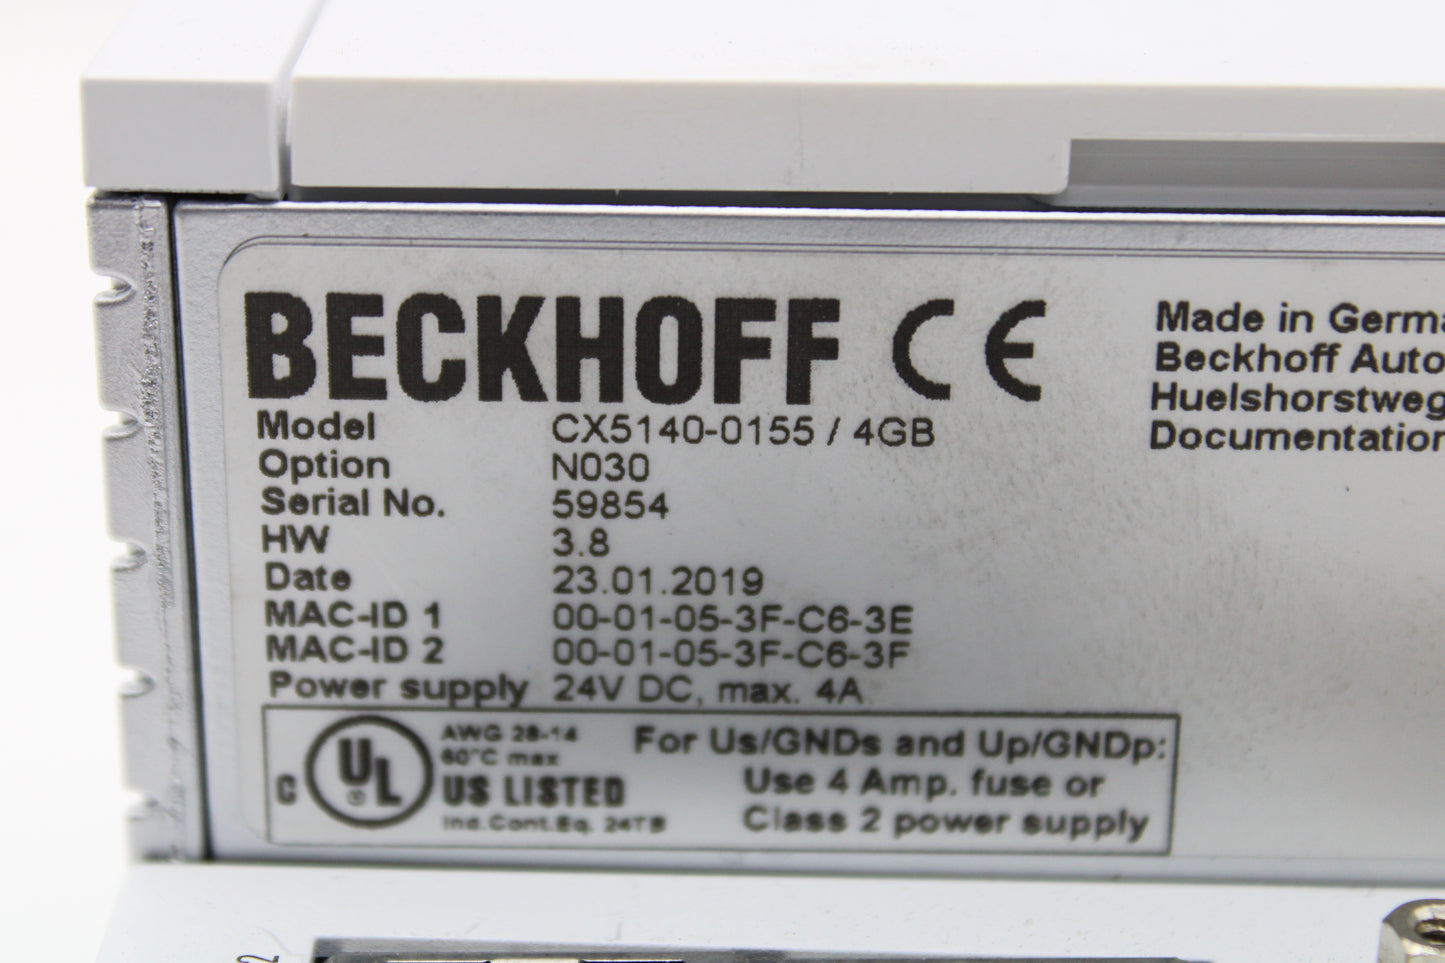 BECKHOFF CE
Made in Germa
Beckhoff Auto
Huelshorstweg
Documentation
Model CX5140-0155 / 4GB
Option N030
Serial No. 59854
HW 3.8
Date 23.01.2019
MAC-ID 1 00-01-05-3F-C6-3E
MAC-ID 2 00-01-05-3F-C6-3F
Power supply 24V DC, max. 4A
C UL ®
AWG 28-14
60°C max
US LISTED
Ind.Cont.Eq. 24TB
For Us/GNDs and Up/GNDp:
Use 4 Amp. fuse or
Class 2 power supply
2